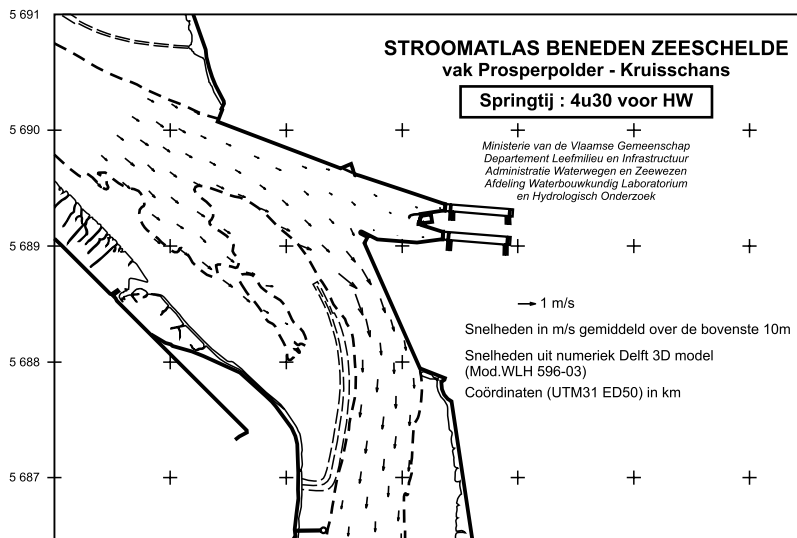 5 691
STROOMATLAS BENEDEN ZEESCHELDE
vak Prosperpolder - Kruisschans
Springtij : 4u30 voor HW
5 690
Ministerie van de Vlaamse Gemeenschap
Departement Leefmilieu en Infrastructuur
Administratie Waterwegen en Zeewezen
Afdeling Waterbouwkundig Laboratorium
en Hydrologisch Onderzoek
5 689
1 m/s
Snelheden in m/s gemiddeld over de bovenste 10m
Snelheden uit numeriek Delft 3D model
(Mod.WLH 596-03)
5 688
Coördinaten (UTM31 ED50) in km
5 687